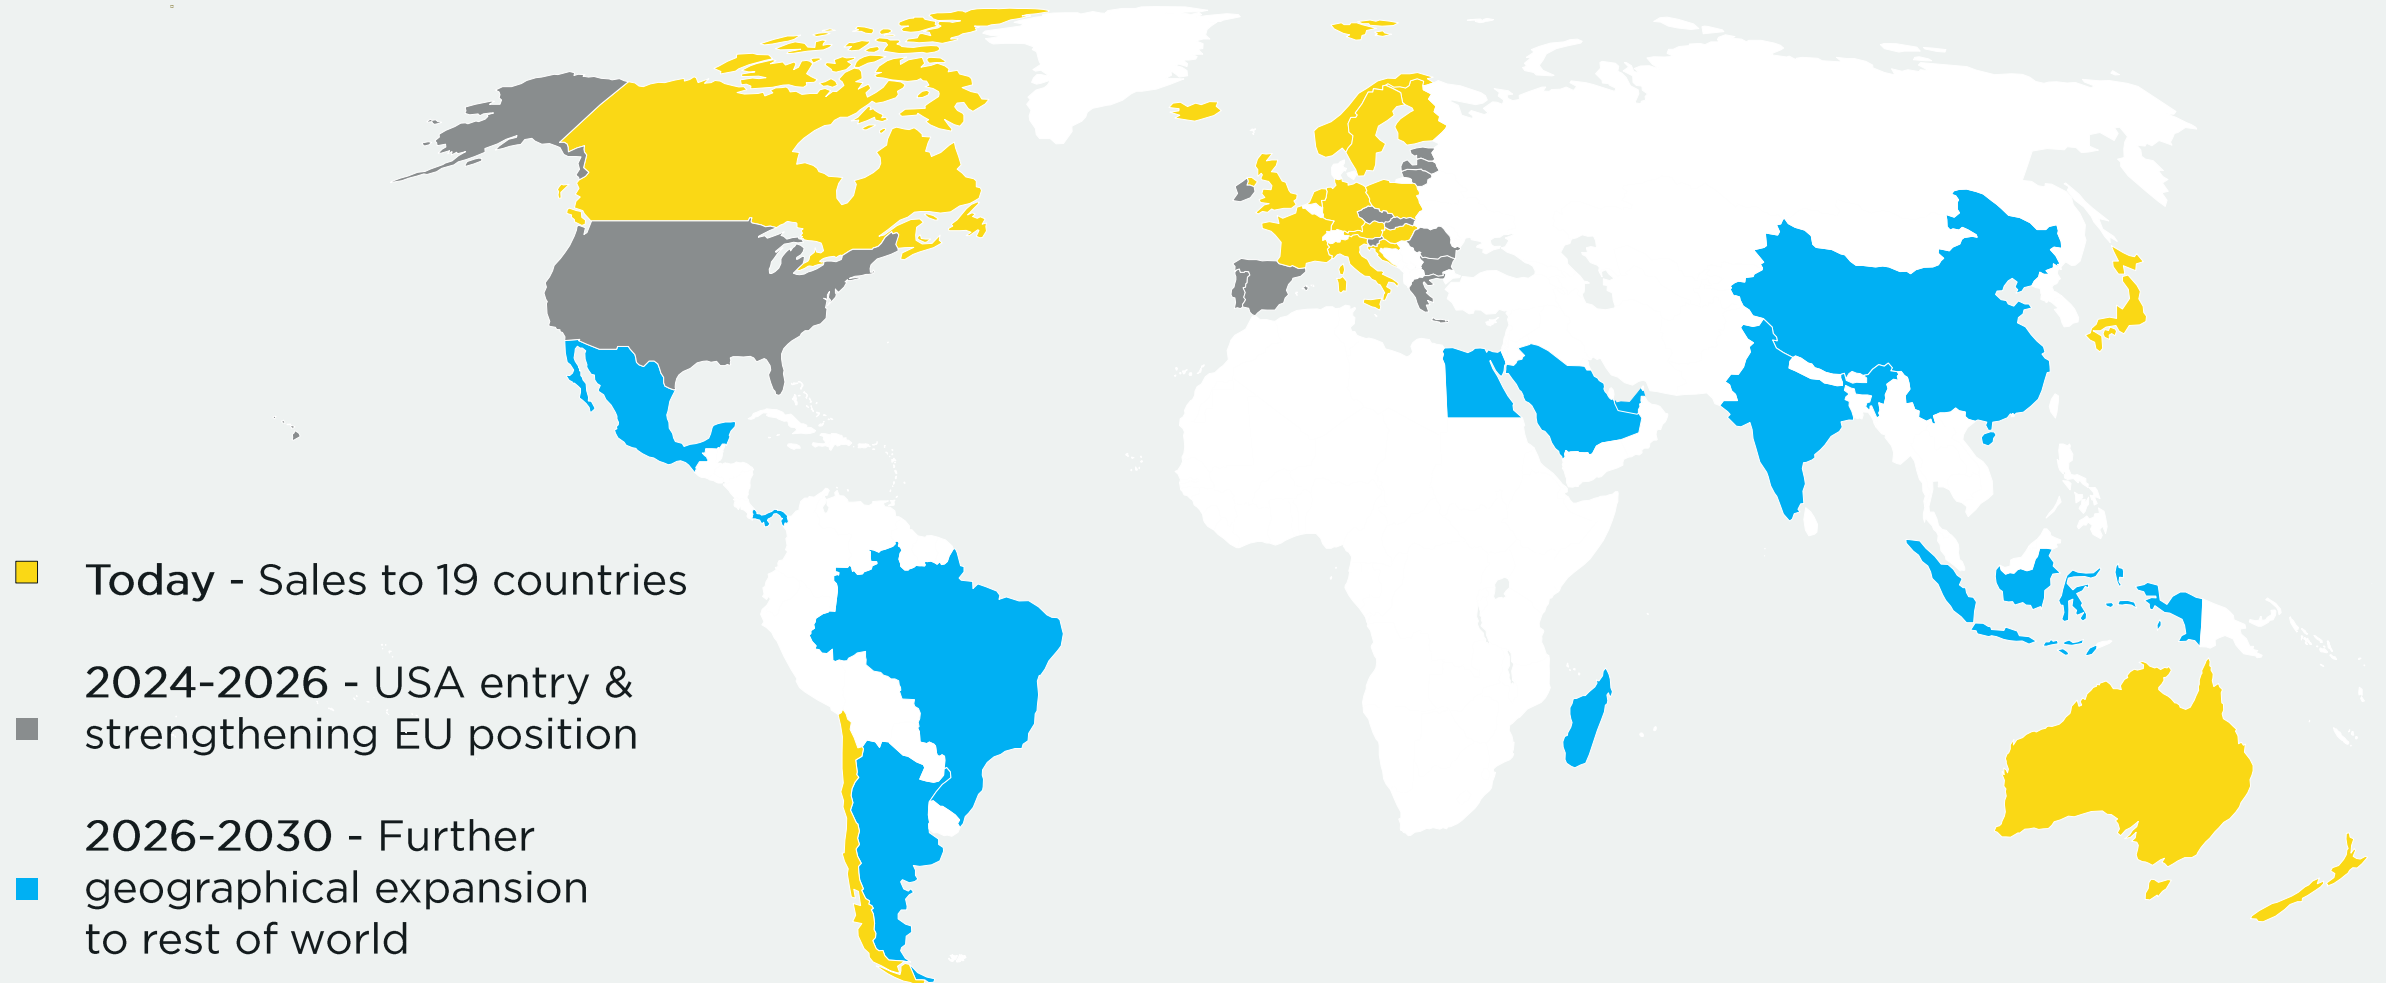 Today - Sales to 19 countries
2024-2026 - USA entry &
strengthening EU position
2026-2030 - Further
geographical expansion
to rest of world